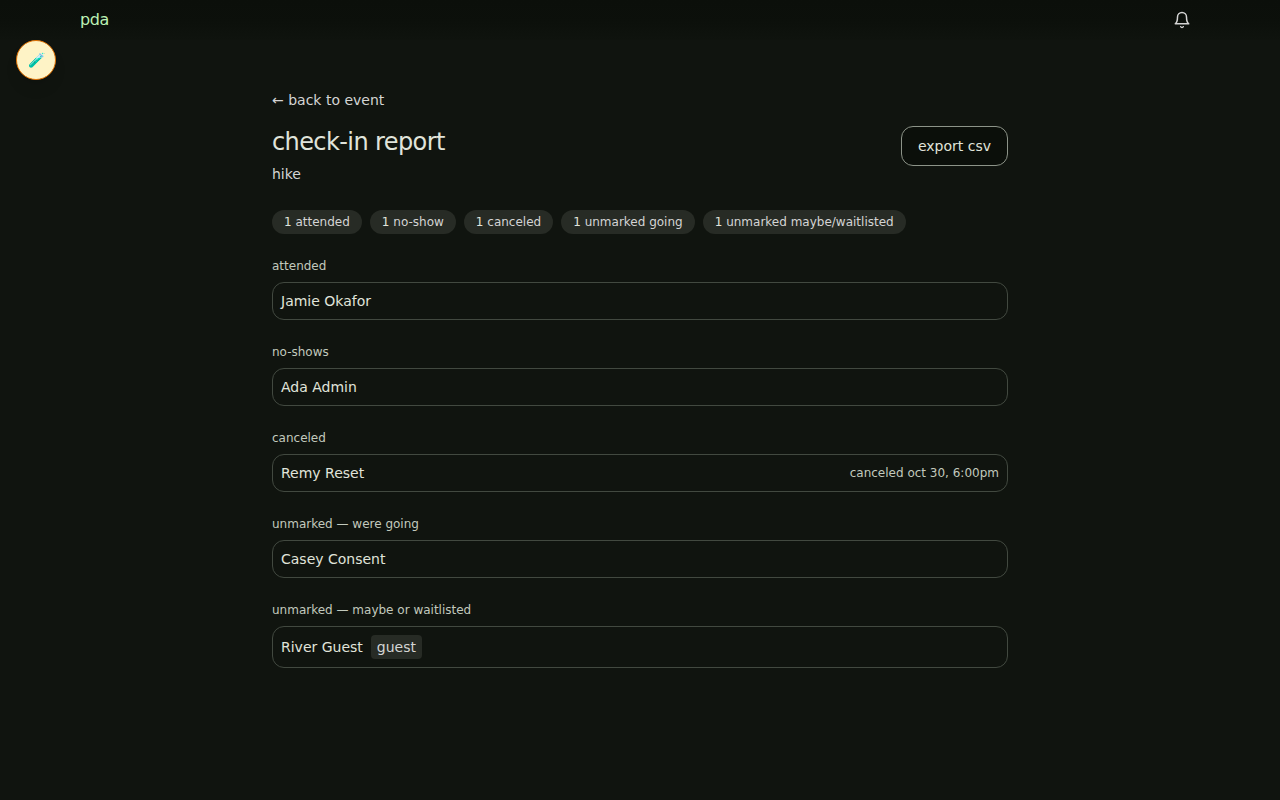 pda
← back to event
check-in report
export csv
hike
1 attended
1 no-show
1 canceled
1 unmarked going
1 unmarked maybe/waitlisted
attended
Jamie Okafor
no-shows
Ada Admin
canceled
Remy Reset
canceled oct 30, 6:00pm
unmarked — were going
Casey Consent
unmarked — maybe or waitlisted
River Guest guest